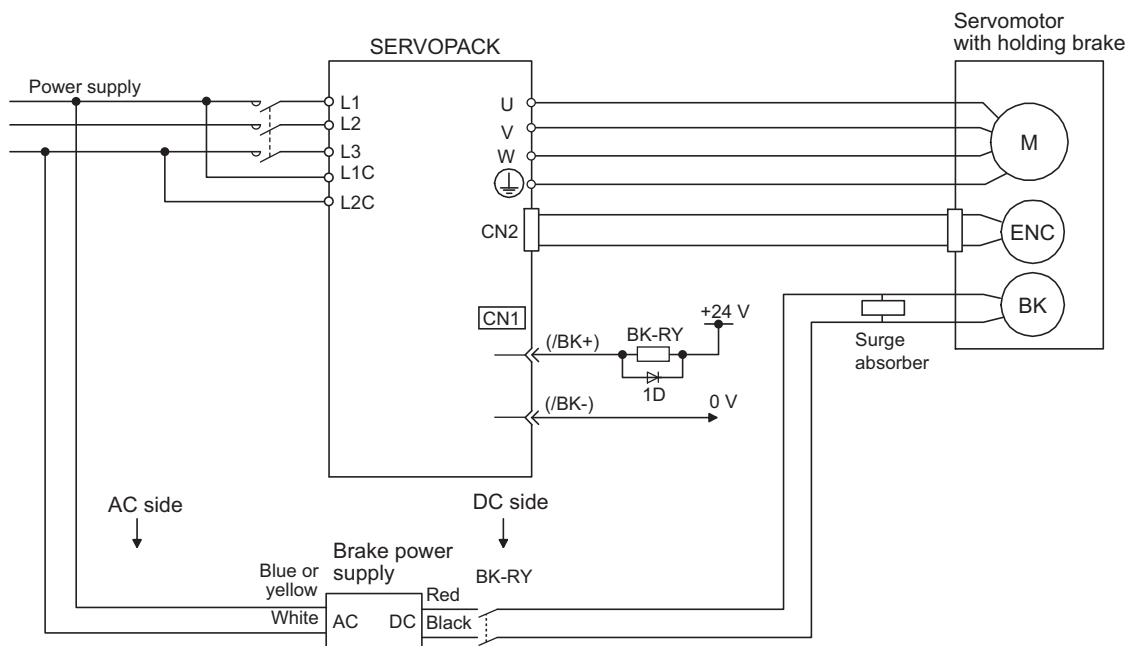 Servomotor
with holding brake
SERVOPACK
Power supply
L1
L2
L3
L1C
L2C
U
V
W
M
CN2
ENC
CN1
BK
(/BK+)
BK-RY
+24 V
1D
Surge
absorber
(/BK-)
0 V
AC side
DC side
Brake power
supply
BK-RY
Blue or
yellow
White
AC
DC
Red
Black